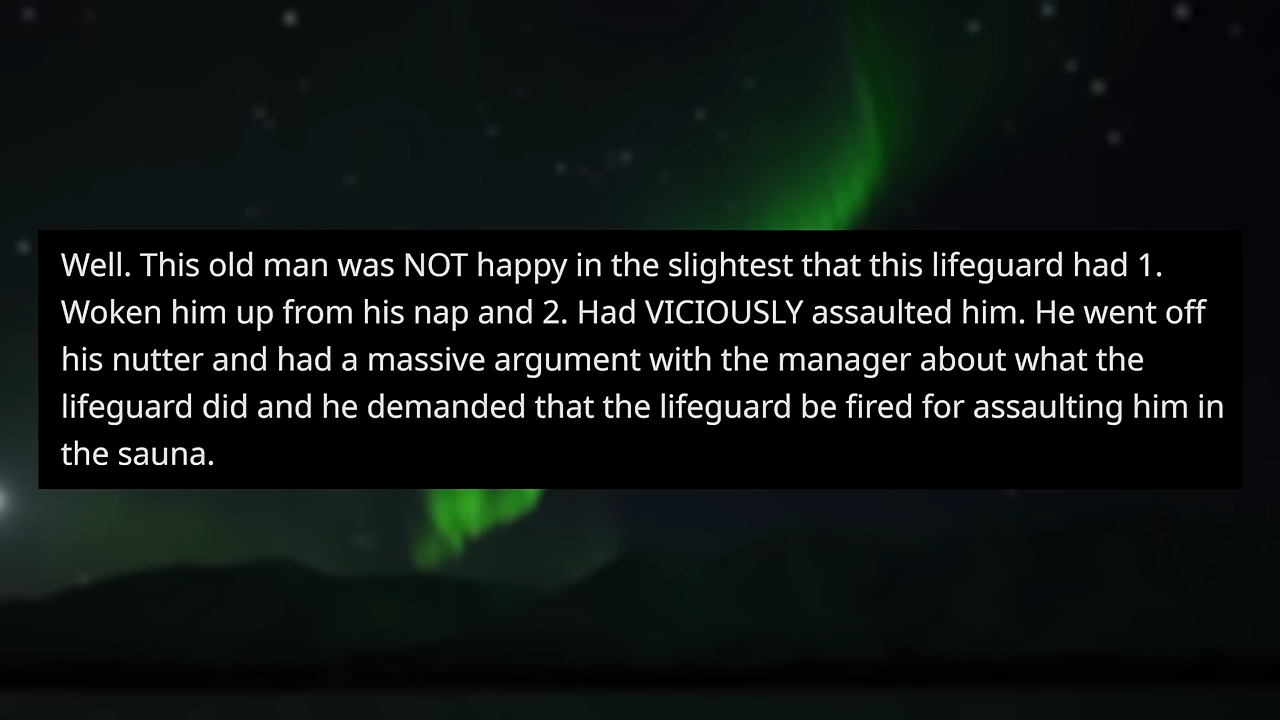 Well. This old man was NOT happy in the slightest that this lifeguard had 1.
Woken him up from his nap and 2. Had VICIOUSLY assaulted him. He went off
his nutter and had a massive argument with the manager about what the
lifeguard did and he demanded that the lifeguard be fired for assaulting him in
the sauna.